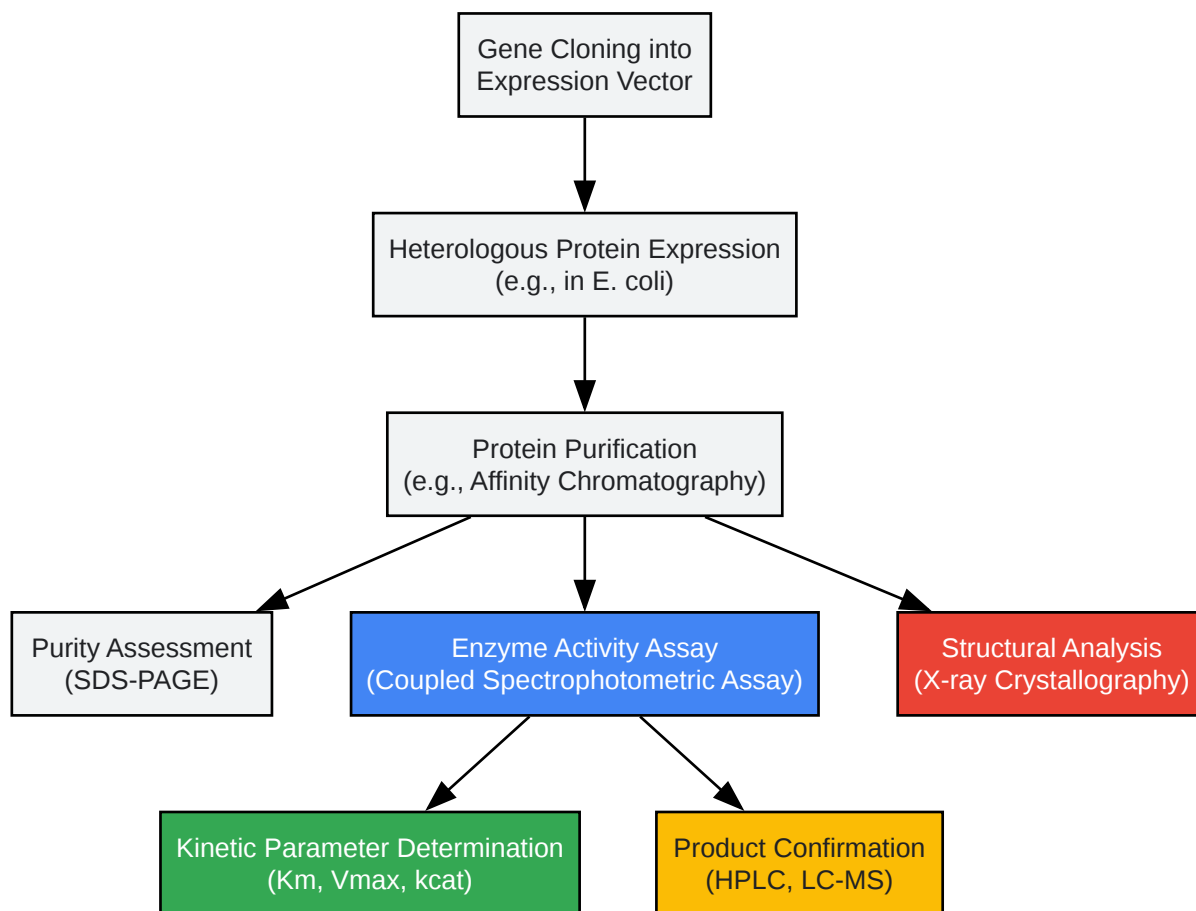 Gene Cloning into
Expression Vector
Heterologous Protein Expression
(e.g., in E. coli)
Protein Purification
(e.g., Affinity Chromatography)
Purity Assessment
(SDS-PAGE)
Enzyme Activity Assay
(Coupled Spectrophotometric Assay)
Structural Analysis
(X-ray Crystallography)
Kinetic Parameter Determination
(Km, Vmax, kcat)
Product Confirmation
(HPLC, LC-MS)